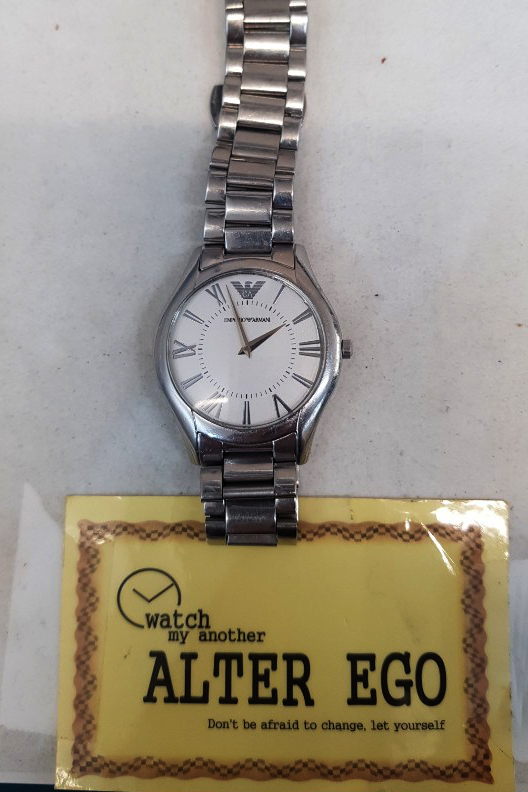 EMPORIO ARMANI
watch
my another
ALTER EGO
Don't be afraid to change, let yourself